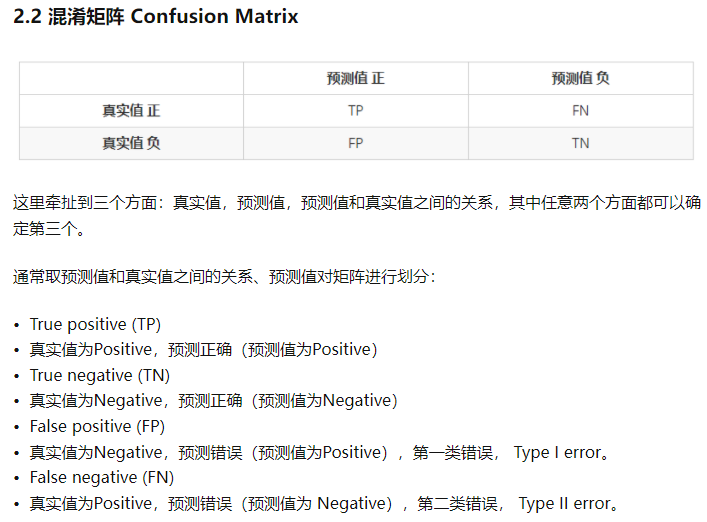 2.2 混淆矩阵 Confusion Matrix
预测值 正 预测值 负
真实值 正 TP FN
真实值 负 FP TN
这里牵扯到三个方面：真实值，预测值，预测值和真实值之间的关系，其中任意两个方面都可以确
定第三个。
通常取预测值和真实值之间的关系、预测值对矩阵进行划分：
• True positive (TP)
• 真实值为Positive，预测正确（预测值为Positive）
• True negative (TN)
• 真实值为Negative，预测正确（预测值为Negative）
• False positive (FP)
• 真实值为Negative，预测错误（预测值为Positive），第一类错误， Type I error。
• False negative (FN)
• 真实值为Positive，预测错误（预测值为 Negative），第二类错误， Type II error。